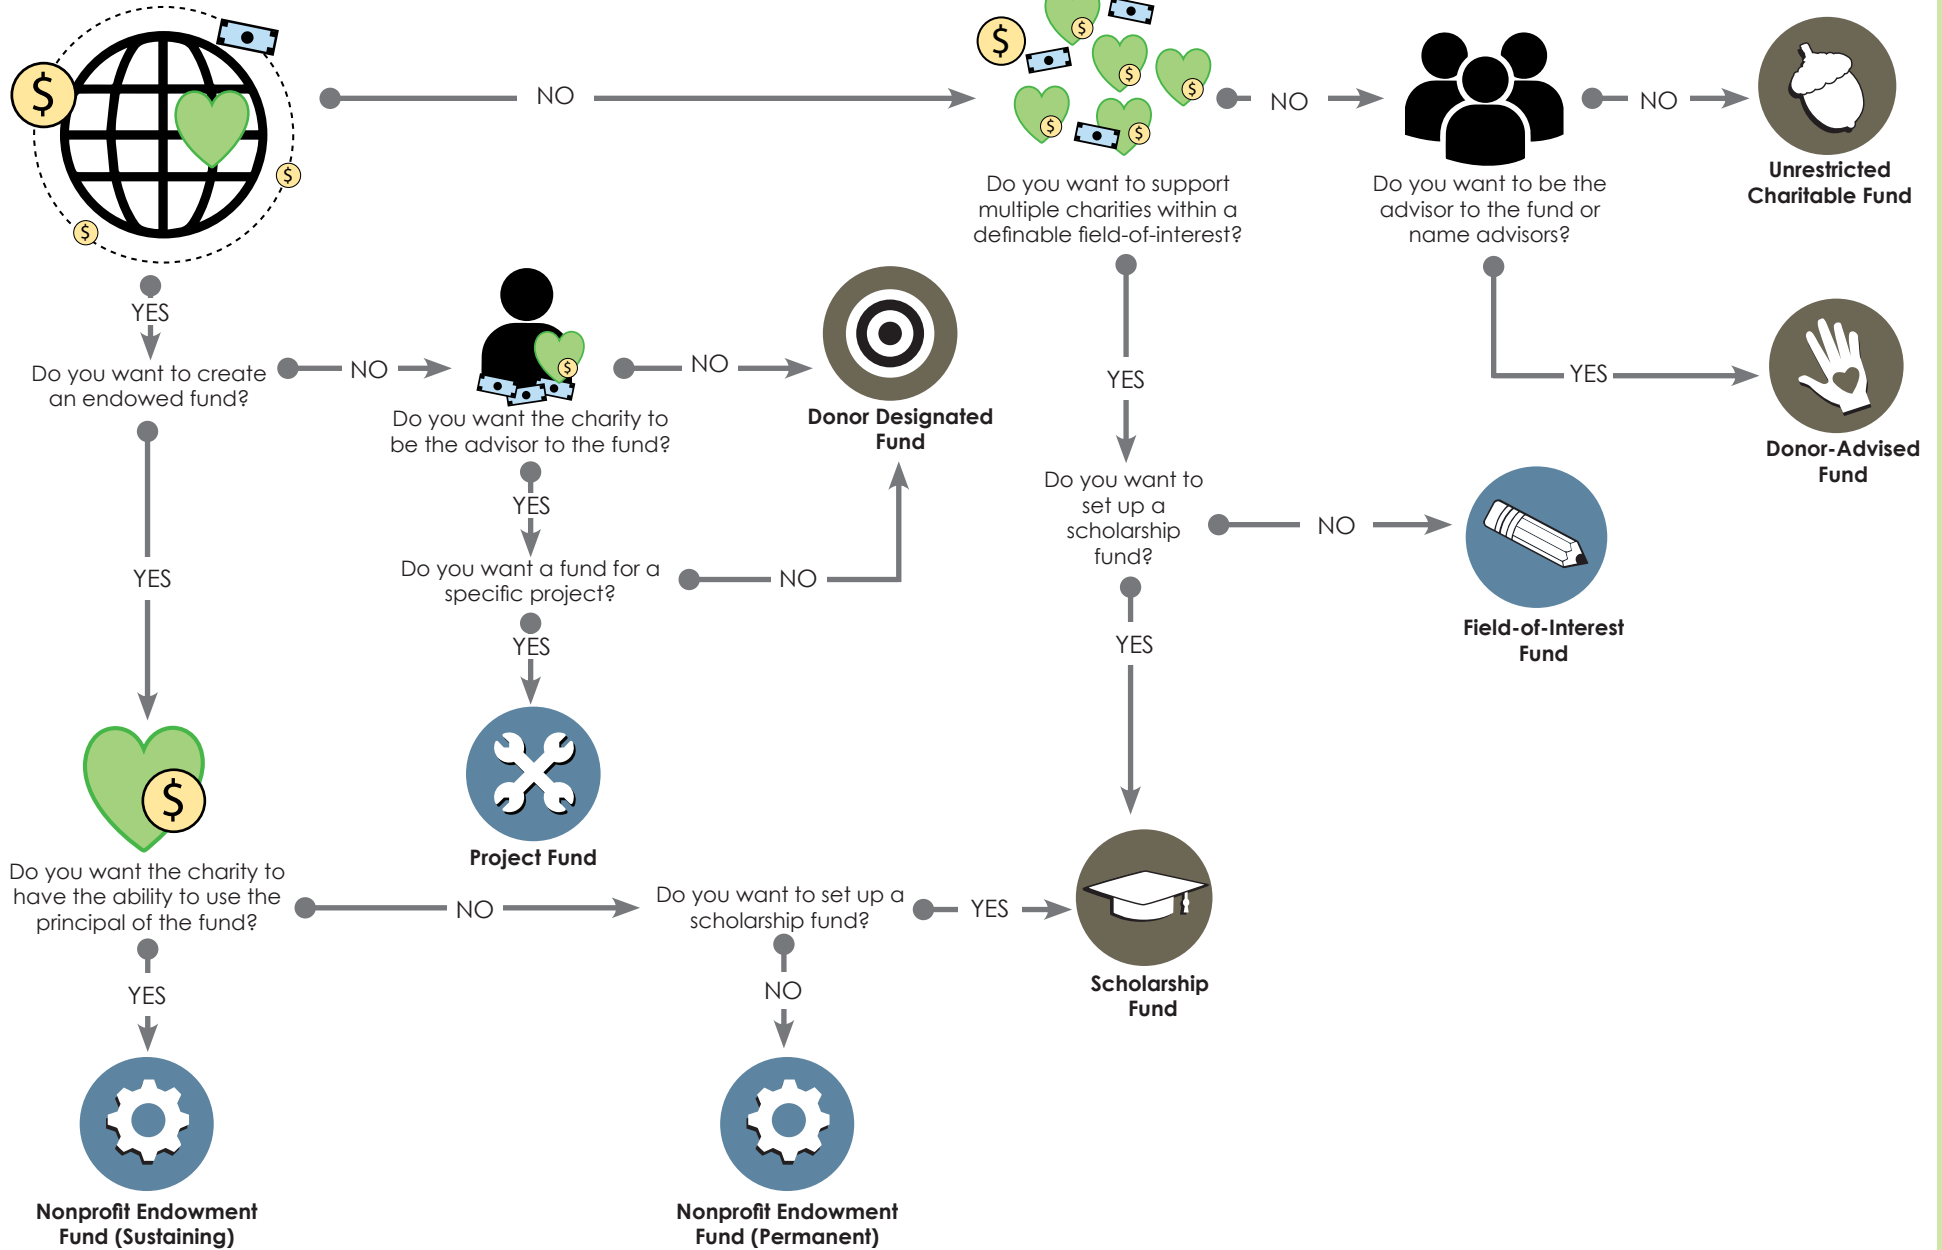 $
$
$
NO
$
$
$
$
$
$
NO
NO
Do you want to support
multiple charities within a
definable field-of-interest?
Do you want to be the
advisor to the fund or
name advisors?
Unrestricted
Charitable Fund
YES
Do you want to create
an endowed fund?
NO
$
Do you want the charity to
be the advisor to the fund?
NO
Donor Designated
Fund
YES
YES
Donor-Advised
Fund
YES
Do you want a fund for a
specific project?
NO
Do you want to
set up a
scholarship
fund?
NO
Field-of-Interest
Fund
YES
YES
Project Fund
YES
$
Do you want the charity to
have the ability to use the
principal of the fund?
NO
Do you want to set up a
scholarship fund?
YES
Scholarship
Fund
YES
Nonprofit Endowment
Fund (Sustaining)
NO
Nonprofit Endowment
Fund (Permanent)